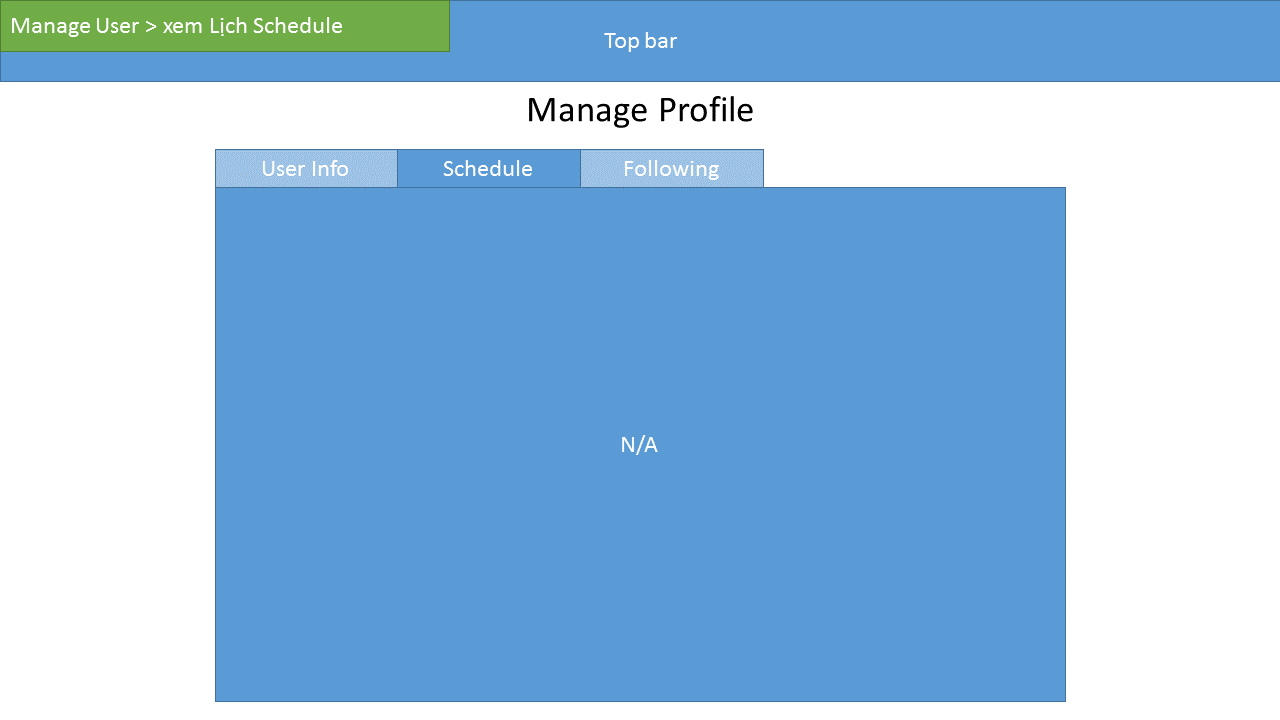 Manage User > xem Lịch Schedule
Top bar
Manage Profile
User Info
Schedule
Following
N/A